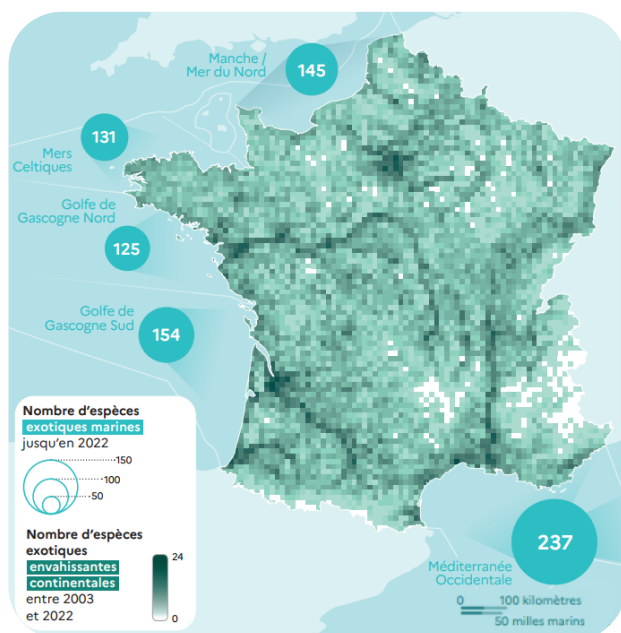 Manche /
Mer du Nord
145
131
Mers
Celtiques
Golfe de
Gascogne Nord
125
Golfe de
Gascogne Sud
154
Nombre d'espèces
exotiques marines
jusqu'en 2022
150
100
50
Nombre d'espèces
exotiques
envahissantes
continentales
entre 2003
et 2022
24
0
237
Méditerranée
Occidentale
0 100 kilomètres
50 milles marins